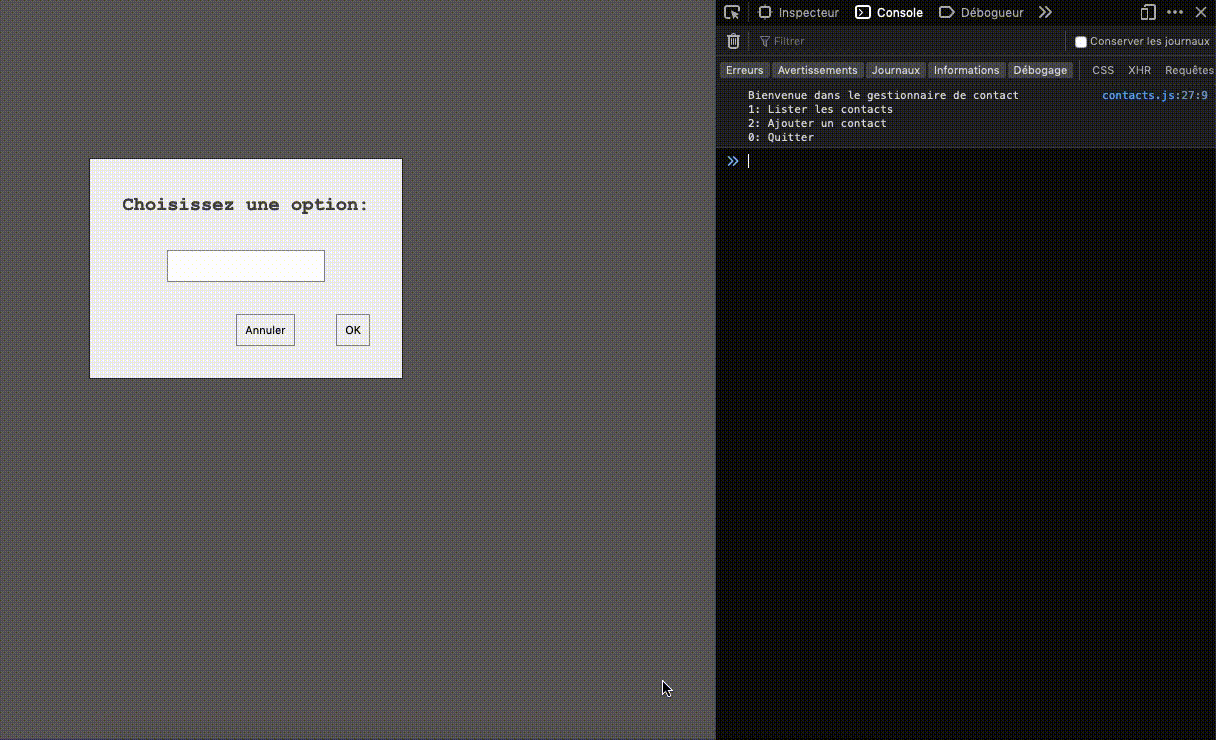 Choisissez une option:
Annuler OK
Inspecteur Console Débogueur
Filtrer Conserver les journaux
Erreurs Avertissements Journaux Informations Débogage CSS XHR Requêtes
Bienvenue dans le gestionnaire de contact contacts.js:27:9
1: Lister les contacts
2: Ajouter un contact
0: Quitter